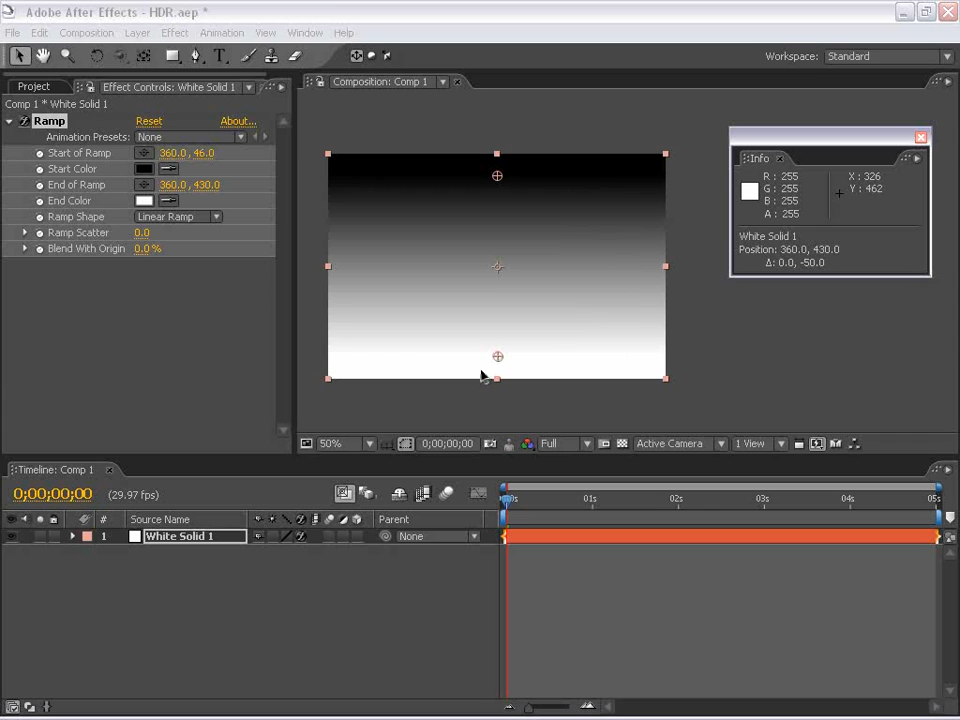 Adobe After Effects - HDR.aep *
File Edit Composition Layer Effect Animation View Window Help
Workspace: Standard
Project Effect Controls: White Solid 1
Composition: Comp 1
Comp 1 * White Solid 1
Ramp Reset About...
Animation Presets: None
Start of Ramp 360.0, 46.0
Start Color
End of Ramp 360.0, 430.0
End Color
Ramp Shape Linear Ramp
Ramp Scatter 0.0
Blend With Origin 0.0 %
Info
R: 255 X: 326
G: 255 Y: 462
B: 255
A: 255
White Solid 1
Position: 360.0, 430.0
Δ: 0.0, -50.0
50% 0;00;00;00 Full Active Camera 1 View
Timeline: Comp 1
0;00;00;00 (29.97 fps)
0s 01s 02s 03s 04s 05s
# Source Name Parent
1 White Solid 1 None